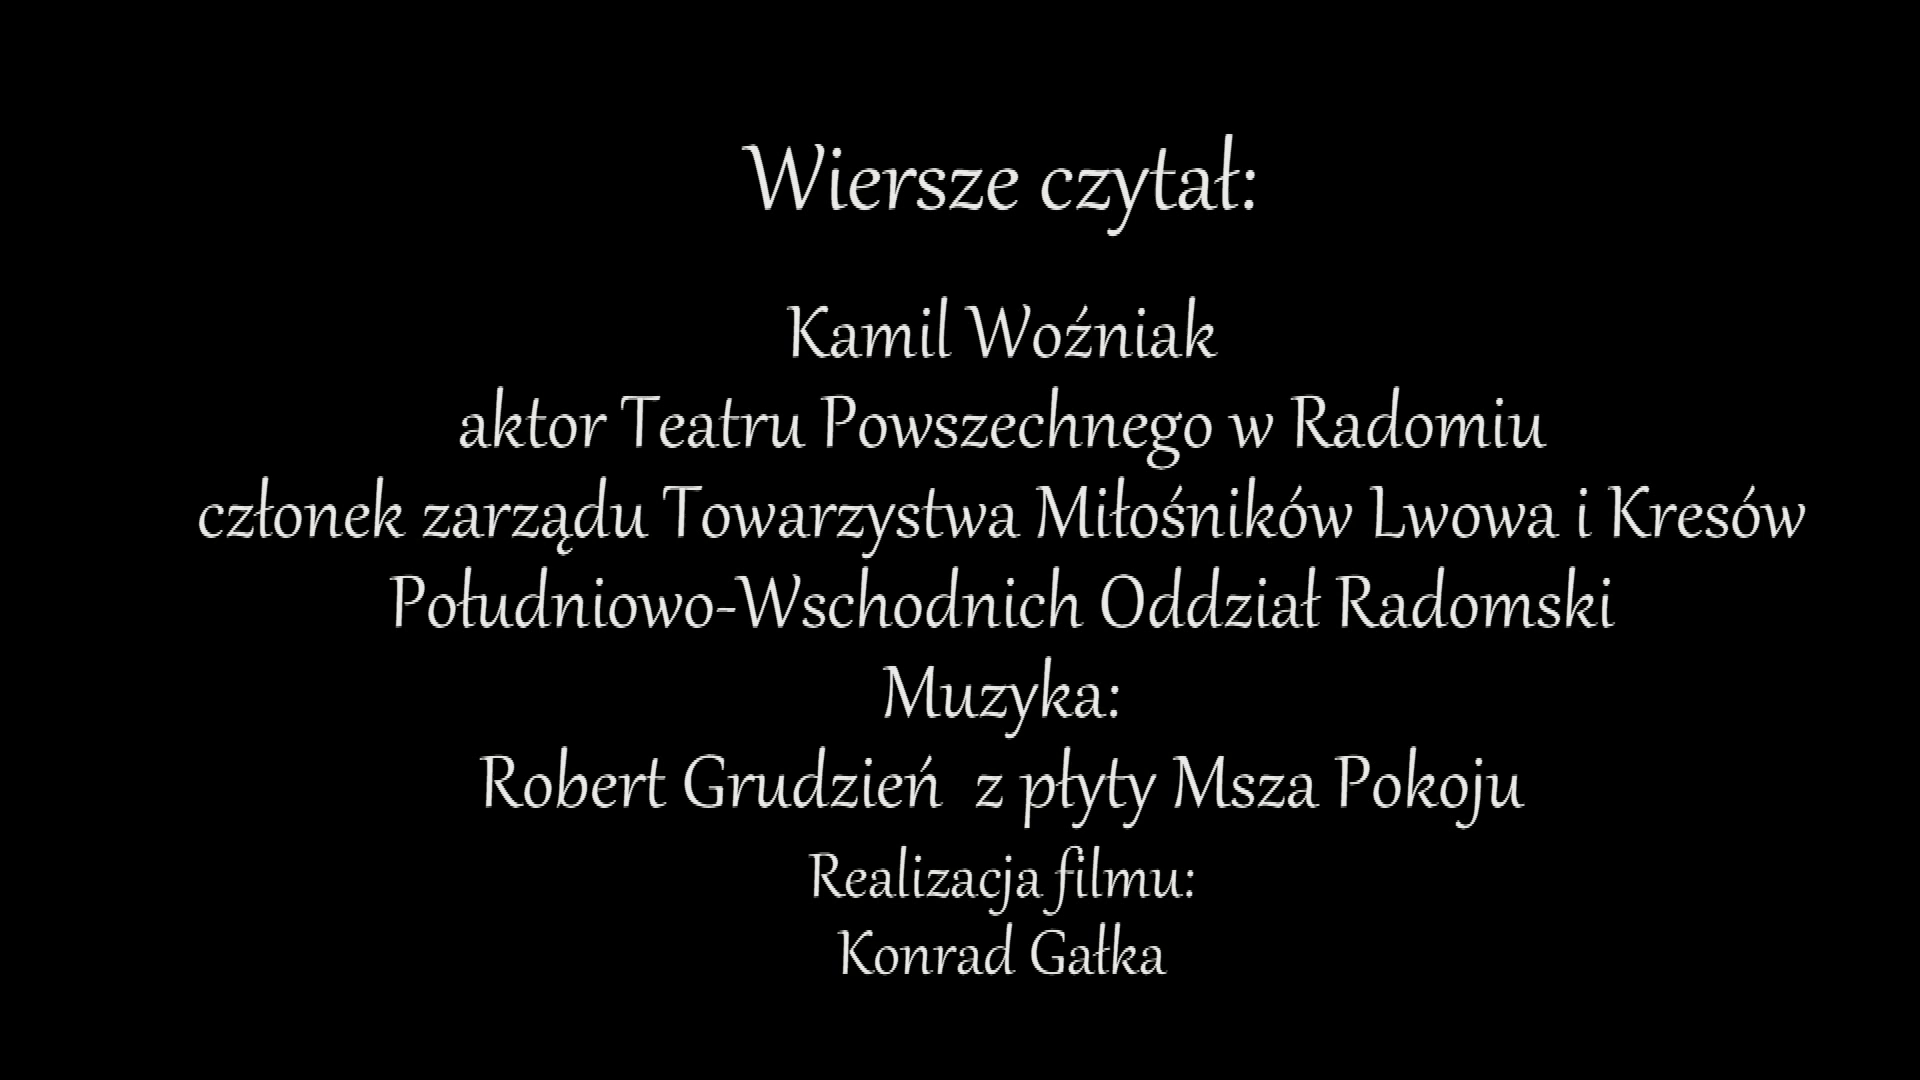 Wiersze czytał:
Kamil Woźniak
aktor Teatru Powszechnego w Radomiu
członek zarządu Towarzystwa Miłośników Lwowa i Kresów
Południowo-Wschodnich Oddział Radomski
Muzyka:
Robert Grudzień  z płyty Msza Pokoju
Realizacja filmu:
Konrad Gałka